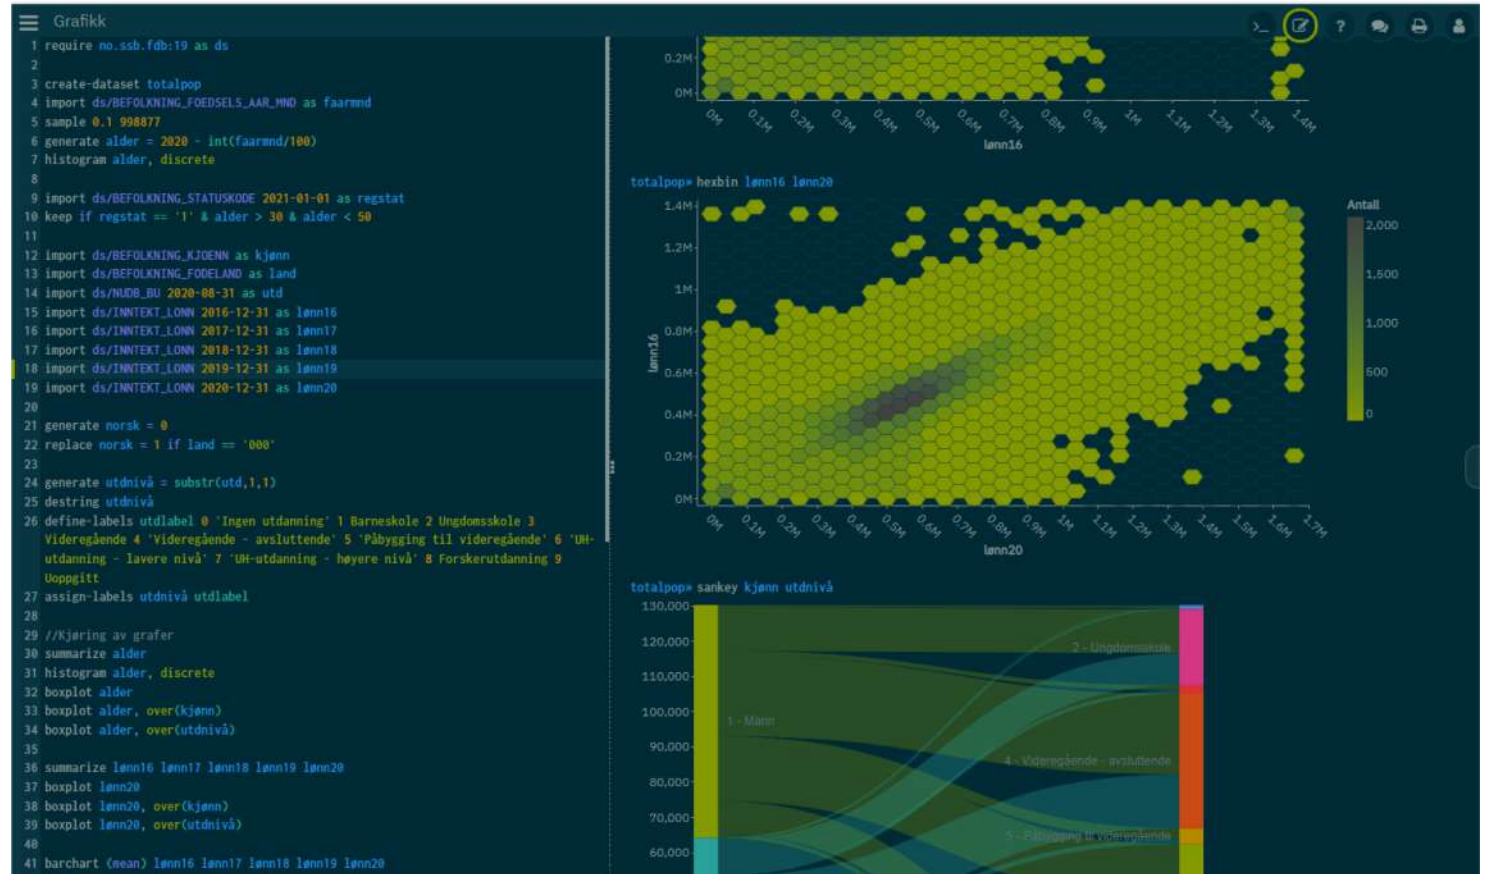 Grafikk
>_ ?
1 require no.ssb.fdb:19 as ds
2
3 create-dataset totalpop
4 import ds/BEFOLKNING_FOEDSELS_AAR_MND as faarmnd
5 sample 0.1 998877
6 generate alder = 2020 - int(faarmnd/100)
7 histogram alder, discrete
8
9 import ds/BEFOLKNING_STATUSKODE 2021-01-01 as regstat
10 keep if regstat == '1' & alder > 30 & alder < 50
11
12 import ds/BEFOLKNING_KJOENN as kjønn
13 import ds/BEFOLKNING_FODELAND as land
14 import ds/NUDB_BU 2020-08-31 as utd
15 import ds/INNTEKT_LONN 2016-12-31 as lønn16
16 import ds/INNTEKT_LONN 2017-12-31 as lønn17
17 import ds/INNTEKT_LONN 2018-12-31 as lønn18
18 import ds/INNTEKT_LONN 2019-12-31 as lønn19
19 import ds/INNTEKT_LONN 2020-12-31 as lønn20
20
21 generate norsk = 0
22 replace norsk = 1 if land == '000'
23
24 generate utdnivå = substr(utd,1,1)
25 destring utdnivå
26 define-labels utdlabel 0 'Ingen utdanning' 1 Barneskole 2 Ungdomsskole 3
Videregående 4 'Videregående - avsluttende' 5 'Påbygging til videregående' 6 'UH-
utdanning - lavere nivå' 7 'UH-utdanning - høyere nivå' 8 Forskerutdanning 9
Uoppgitt
27 assign-labels utdnivå utdlabel
28
29 //Kjøring av grafer
30 summarize alder
31 histogram alder, discrete
32 boxplot alder
33 boxplot alder, over(kjønn)
34 boxplot alder, over(utdnivå)
35
36 summarize lønn16 lønn17 lønn18 lønn19 lønn20
37 boxplot lønn20
38 boxplot lønn20, over(kjønn)
39 boxplot lønn20, over(utdnivå)
40
41 barchart (mean) lønn16 lønn17 lønn18 lønn19 lønn20
0.2M
0M
0M 0.1M 0.2M 0.3M 0.4M 0.5M 0.6M 0.7M 0.8M 0.9M 1M 1.1M 1.2M 1.3M 1.4M
lønn16
totalpop» hexbin lønn16 lønn20
1.4M
1.2M
1M
0.8M
0.6M
0.4M
0.2M
0M
lønn16
0M 0.1M 0.2M 0.3M 0.4M 0.5M 0.6M 0.7M 0.8M 0.9M 1M 1.1M 1.2M 1.3M 1.4M 1.5M 1.6M 1.7M
lønn20
Antall
2,000
1,500
1,000
500
0
totalpop» sankey kjønn utdnivå
130,000
120,000
110,000
100,000
90,000
80,000
70,000
60,000
1 - Mann
2 - Ungdomsskole
4 - Videregående - avsluttende
5 - Påbygging til videregående